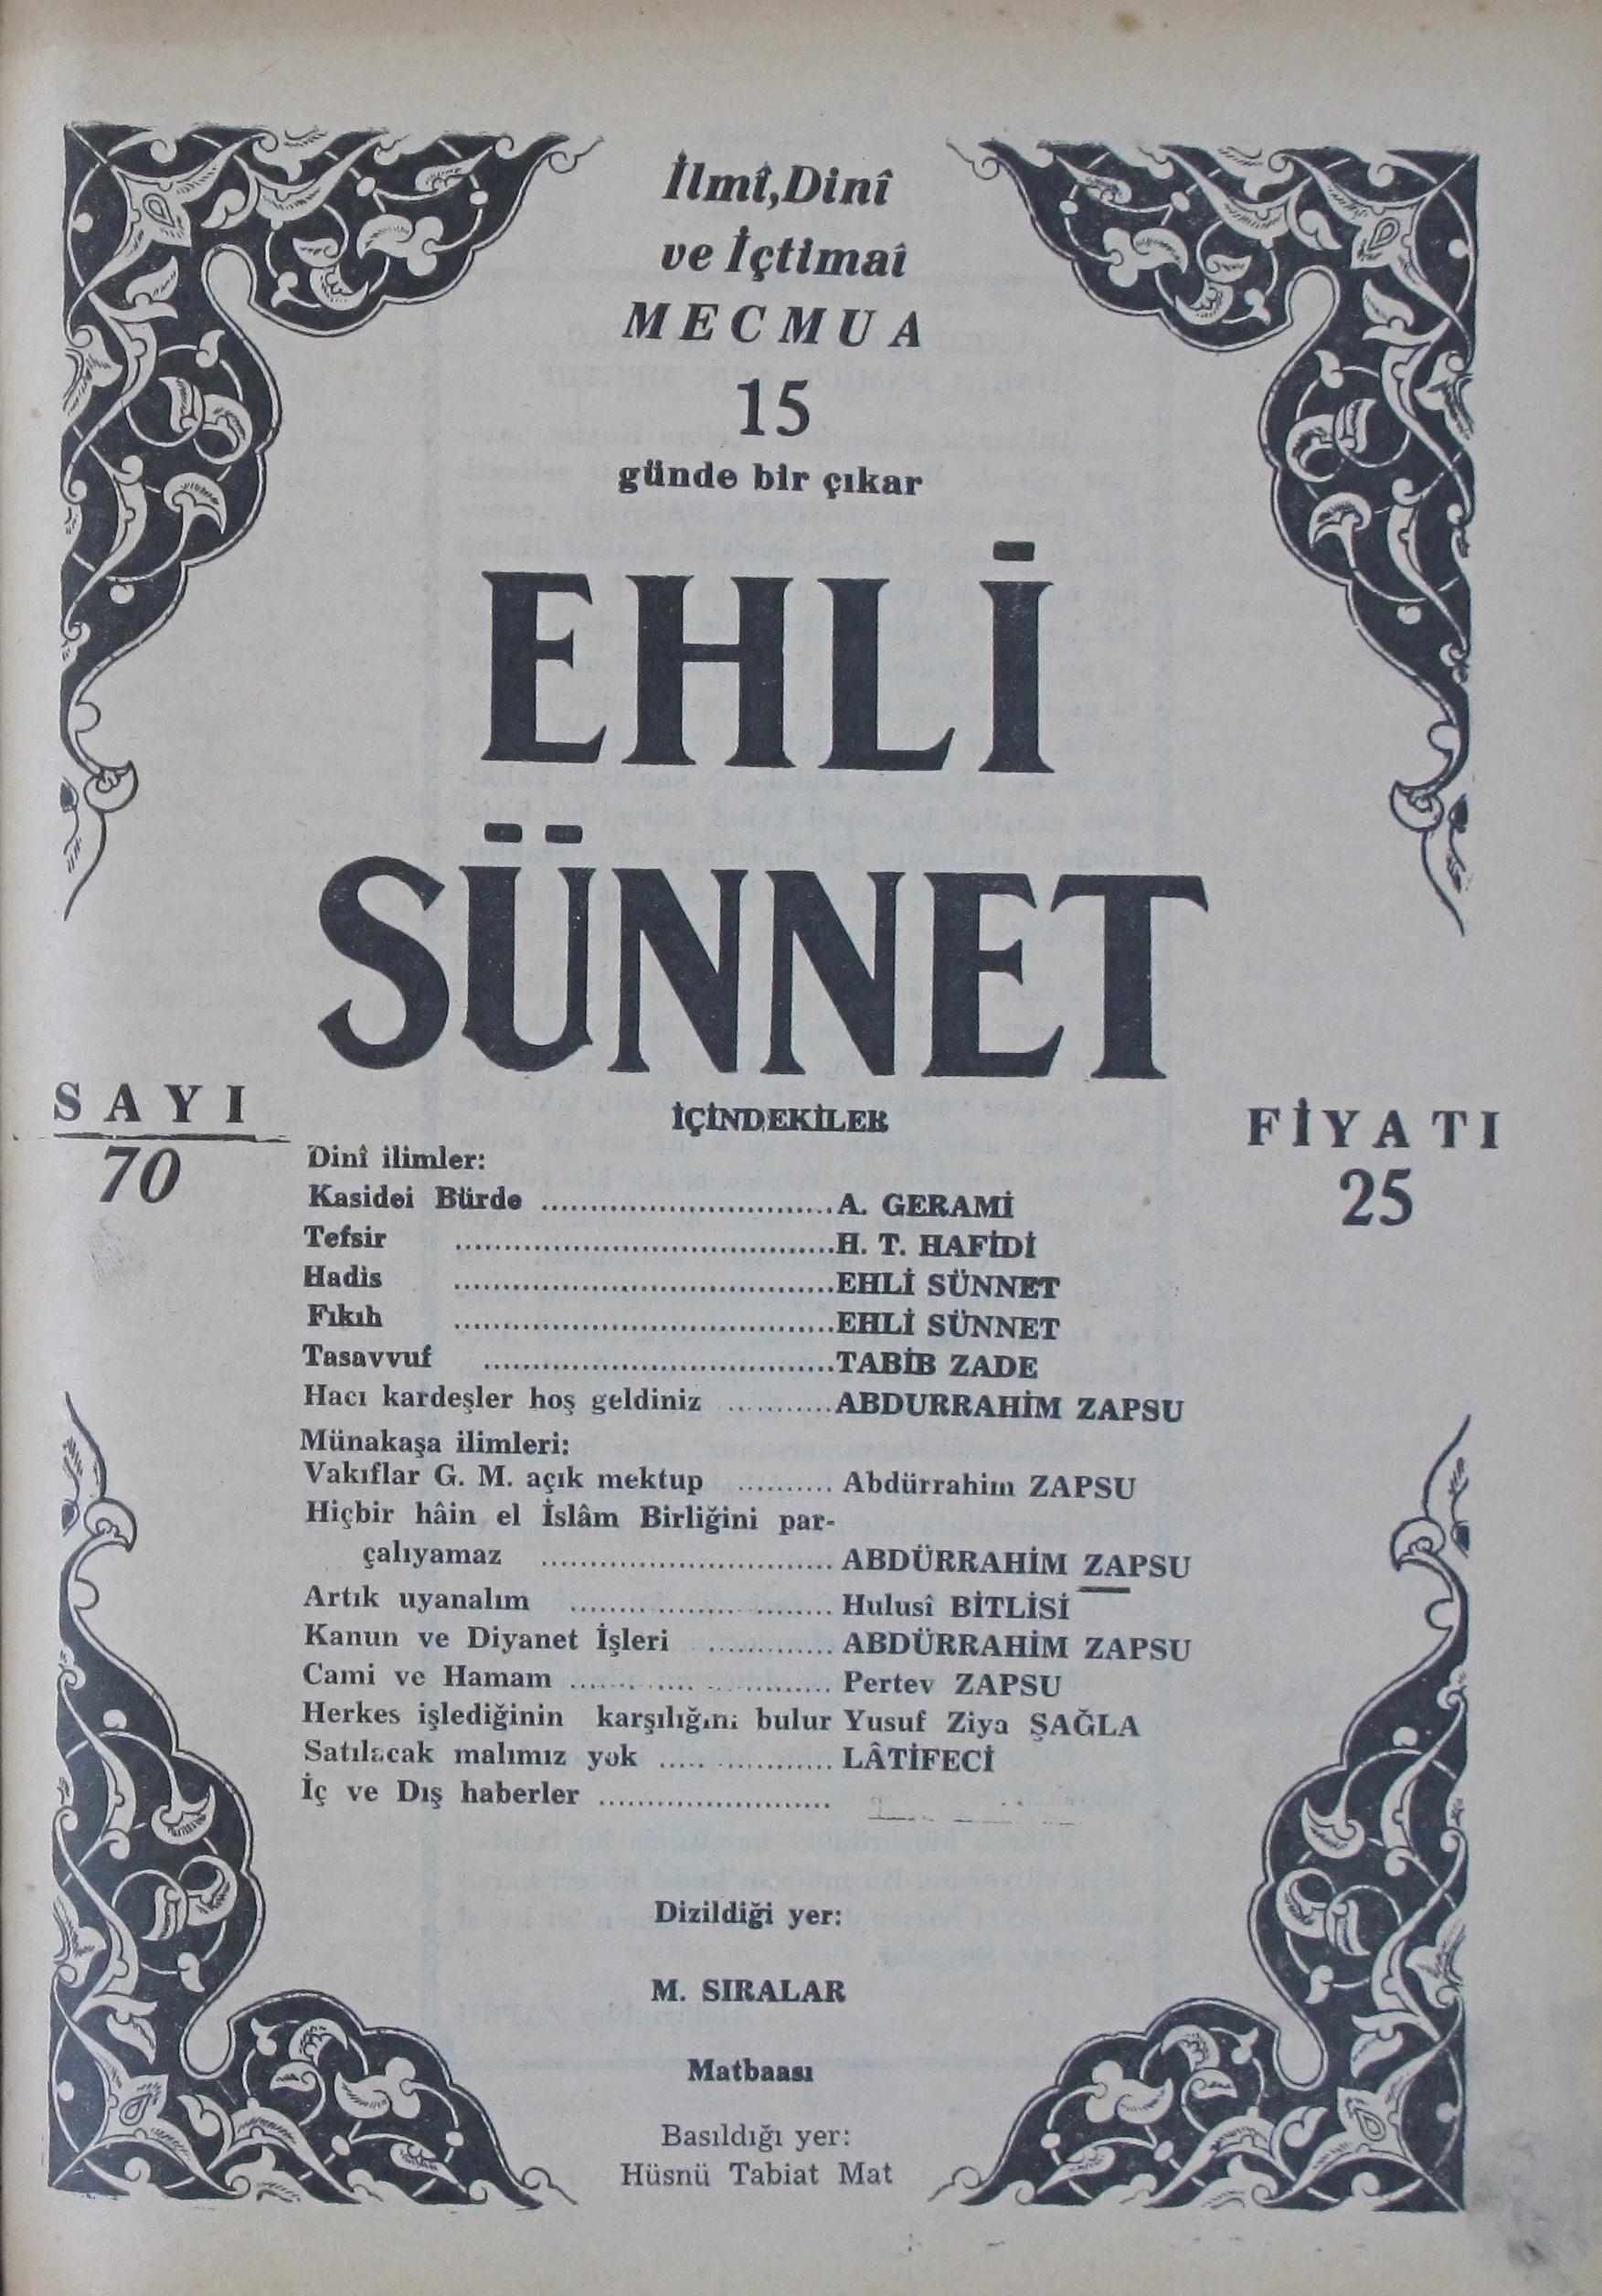 İlmî,Dinî
ve İçtimaî
MECMUA
15
günde bir çıkar
EHLİ
SÜNNET
SAYI
70
FİYATI
25
İÇİNDEKİLER
Dinî ilimler:
Kasidei Bürde ..............................A. GERAMİ
Tefsir ......................................H. T. HAFİDİ
Hadis ......................................EHLİ SÜNNET
Fıkıh ......................................EHLİ SÜNNET
Tasavvuf ...................................TABİB ZADE
Hacı kardeşler hoş geldiniz ...........ABDURRAHİM ZAPSU
Münakaşa ilimleri:
Vakıflar G. M. açık mektup .......... Abdürrahim ZAPSU
Hiçbir hâin el İslâm Birliğini par-
çalıyamaz .............................. ABDÜRRAHİM ZAPSU
Artık uyanalım ........................... Hulusî BİTLİSİ
Kanun ve Diyanet İşleri ............. ABDÜRRAHİM ZAPSU
Cami ve Hamam ........................... Pertev ZAPSU
Herkes işlediğinin karşılığını bulur Yusuf Ziya ŞAĞLA
Satılacak malımız yok .................. LÂTİFECİ
İç ve Dış haberler ........................
Dizildiği yer:
M. SIRALAR
Matbaası
Basıldığı yer:
Hüsnü Tabiat Mat